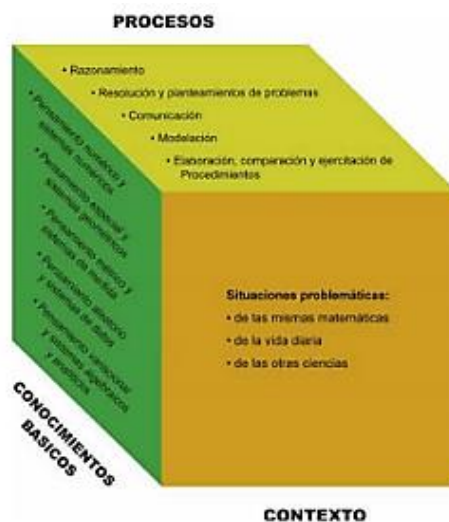 PROCESOS
• Razonamiento
• Resolución y planteamientos de problemas
• Comunicación
• Modelación
• Elaboración, comparación y ejercitación de
Procedimientos
• Pensamiento numérico y
sistemas numéricos
• Pensamiento espacial y
sistemas geométricos
• Pensamiento métrico y
sistemas de medida
• Pensamiento aleatorio
y sistemas de datos
• Pensamiento variacional
y sistemas algebraicos
y analíticos
Situaciones problemáticas:
• de las mismas matemáticas
• de la vida diaria
• de las otras ciencias
CONOCIMIENTOS
BASICOS
CONTEXTO